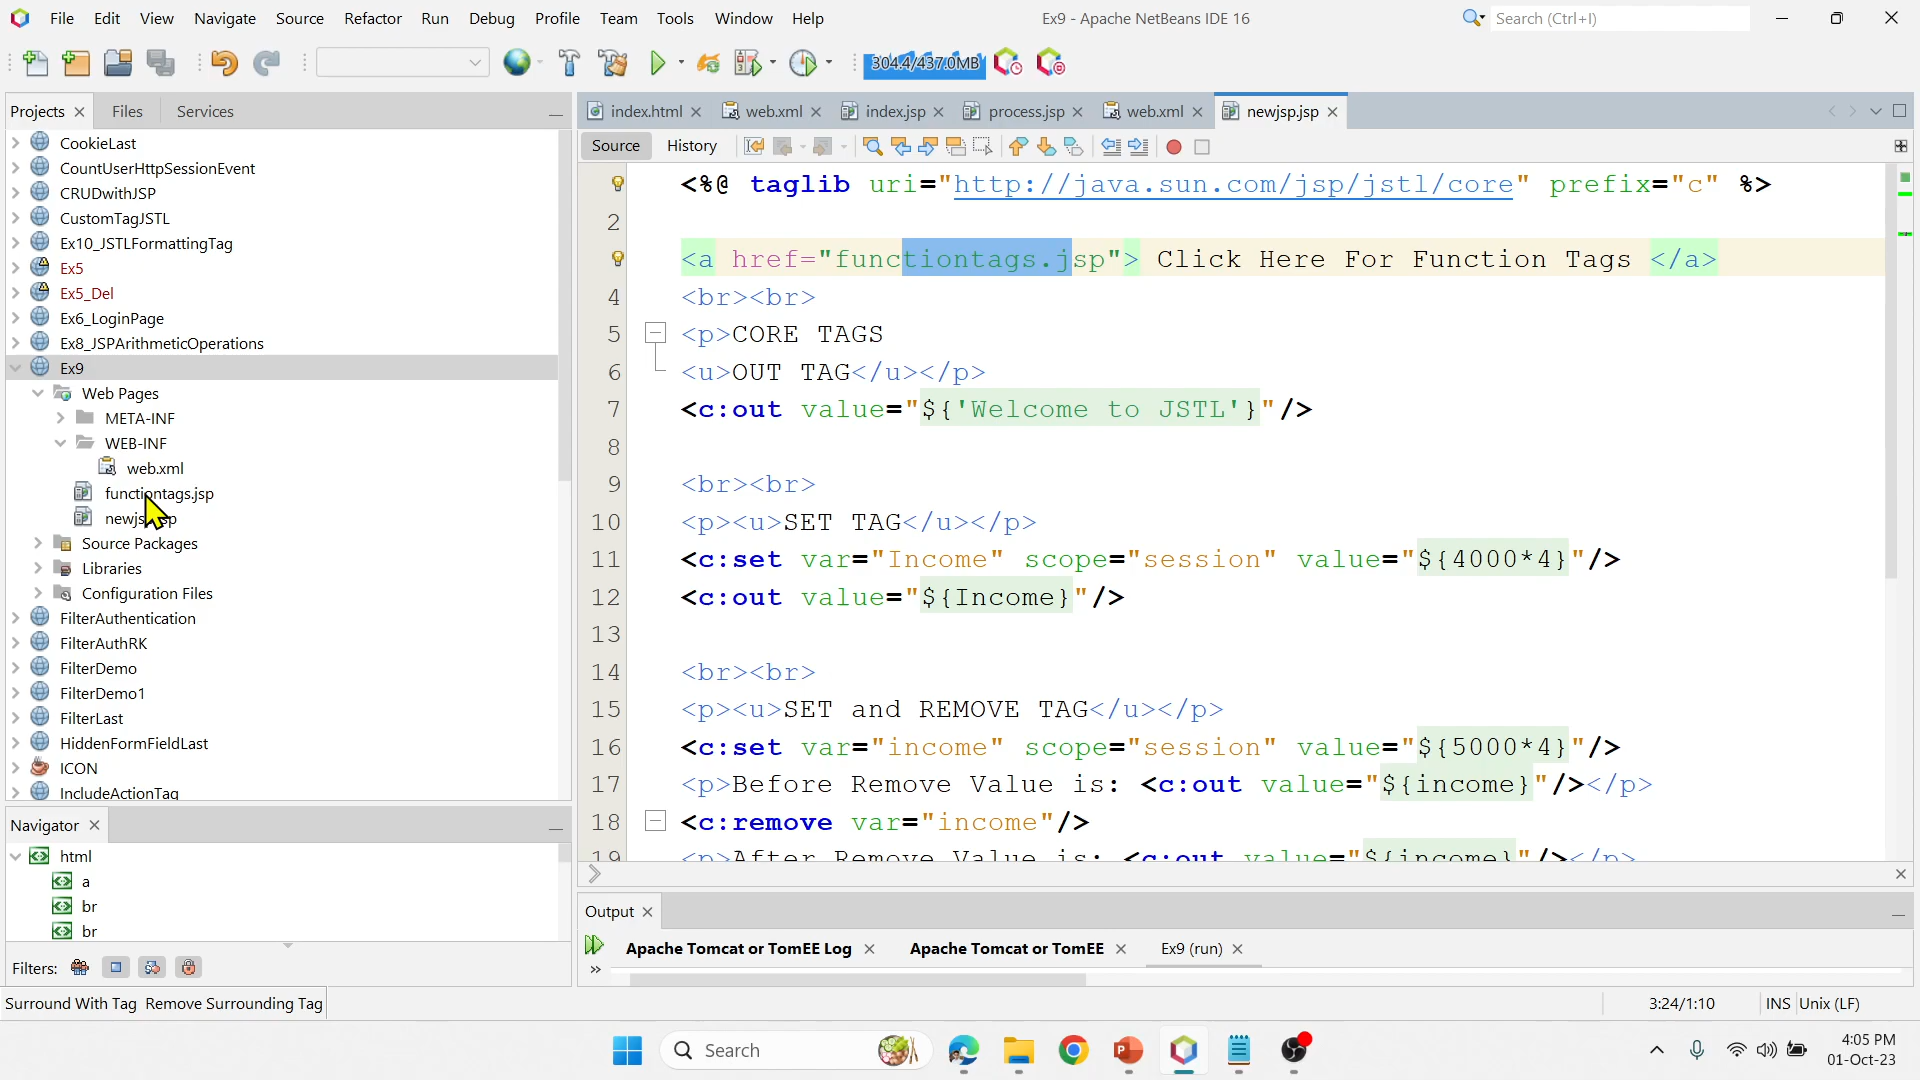 File Edit View Navigate Source Refactor Run Debug Profile Team Tools Window Help
Ex9 - Apache NetBeans IDE 16
Search (Ctrl+I)
304.4/437.0MB
Projects Files Services
CookieLast
CountUserHttpSessionEvent
CRUDwithJSP
CustomTagJSTL
Ex10_JSTLFormattingTag
Ex5
Ex5_Del
Ex6_LoginPage
Ex8_JSPArithmeticOperations
Ex9
Web Pages
META-INF
WEB-INF
web.xml
functiontags.jsp
Source Packages
Libraries
Configuration Files
FilterAuthentication
FilterAuthRK
FilterDemo
FilterDemo1
FilterLast
HiddenFormFieldLast
ICON
IncludeActionTag
Navigator
html
a
br
br
Filters:
Surround With Tag Remove Surrounding Tag
index.html web.xml index.jsp process.jsp web.xml newjsp.jsp
Source History
<%@ taglib uri="http://java.sun.com/jsp/jstl/core" prefix="c" %>
2
<a href="functiontags.jsp"> Click Here For Function Tags </a>
4 <br><br>
5 <p>CORE TAGS
6 <u>OUT TAG</u></p>
7 <c:out value="${'Welcome to JSTL'}"/>
8
9 <br><br>
10 <p><u>SET TAG</u></p>
11 <c:set var="Income" scope="session" value="${4000*4}"/>
12 <c:out value="${Income}"/>
13
14 <br><br>
15 <p><u>SET and REMOVE TAG</u></p>
16 <c:set var="income" scope="session" value="${5000*4}"/>
17 <p>Before Remove Value is: <c:out value="${income}"/></p>
18 <c:remove var="income"/>
19 <p>After Remove Value is: <c:out value="${income}"/></p>
Output
Apache Tomcat or TomEE Log Apache Tomcat or TomEE Ex9 (run)
3:24/1:10 INS Unix (LF)
Search
4:05 PM
01-Oct-23